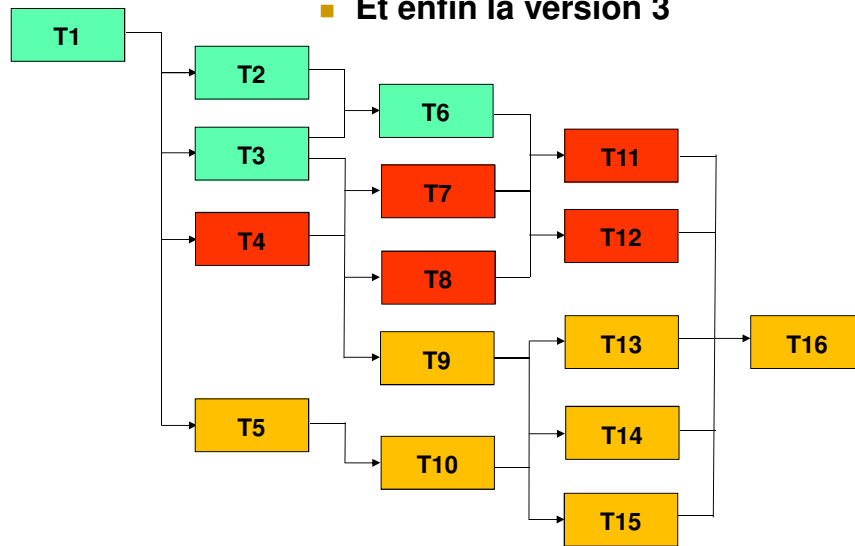 Et enfin la version 3
T1
T2
T6
T3
T11
T7
T4
T12
T8
T13
T16
T9
T5
T14
T10
T15